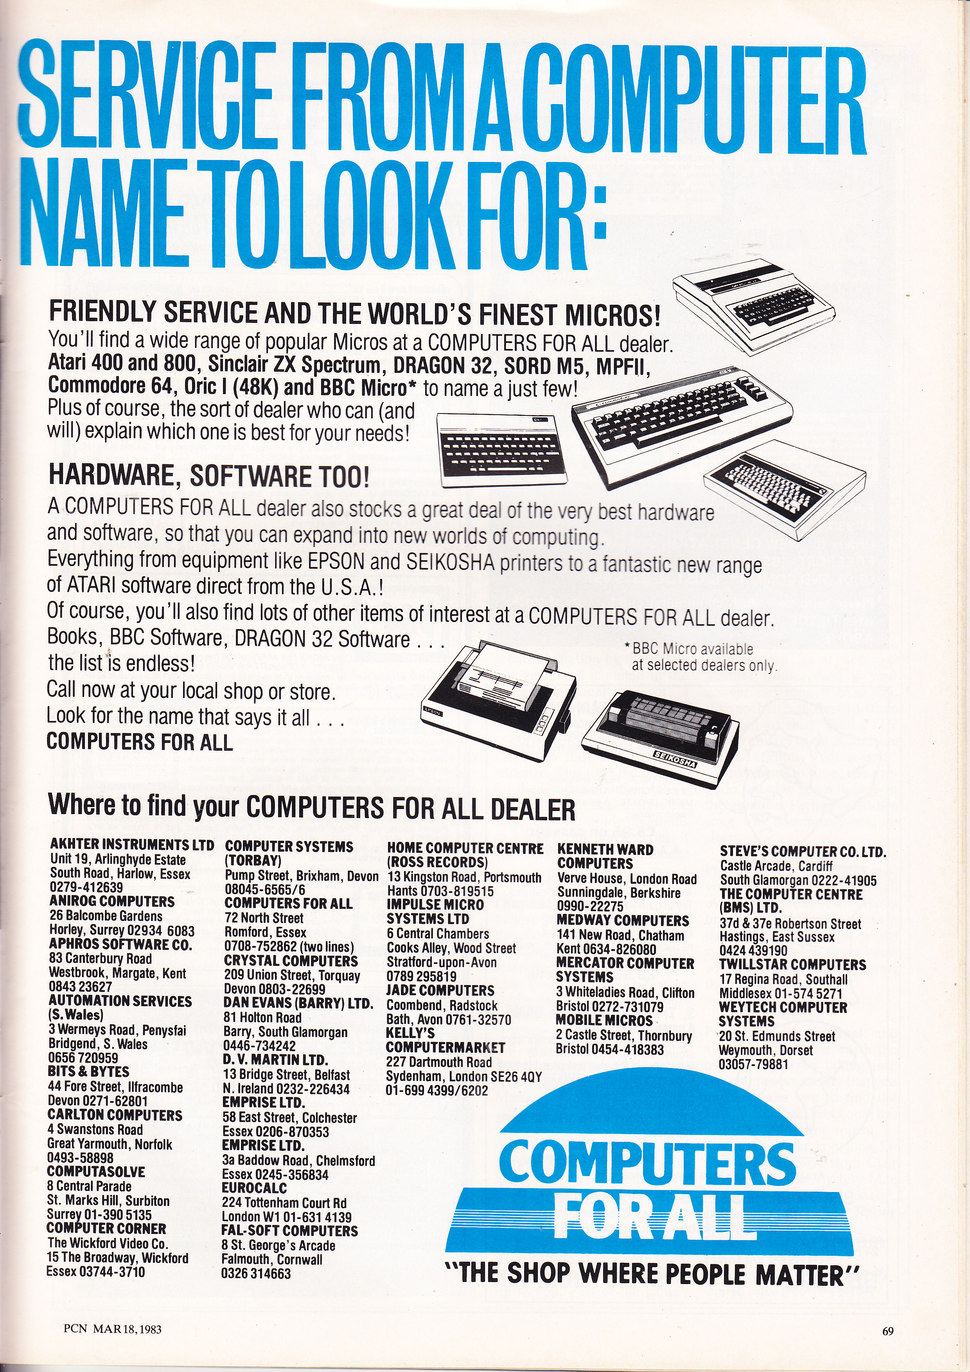 SERVICE FROM A COMPUTER
NAME TO LOOK FOR:
FRIENDLY SERVICE AND THE WORLD'S FINEST MICROS!
You'll find a wide range of popular Micros at a COMPUTERS FOR ALL dealer.
Atari 400 and 800, Sinclair ZX Spectrum, DRAGON 32, SORD M5, MPFII,
Commodore 64, Oric I (48K) and BBC Micro* to name a just few!
Plus of course, the sort of dealer who can (and
will) explain which one is best for your needs!
HARDWARE, SOFTWARE TOO!
A COMPUTERS FOR ALL dealer also stocks a great deal of the very best hardware
and software, so that you can expand into new worlds of computing.
Everything from equipment like EPSON and SEIKOSHA printers to a fantastic new range
of ATARI software direct from the U.S.A.!
Of course, you'll also find lots of other items of interest at a COMPUTERS FOR ALL dealer.
Books, BBC Software, DRAGON 32 Software . . .
the list is endless!
Call now at your local shop or store.
Look for the name that says it all . . .
COMPUTERS FOR ALL
*BBC Micro available
at selected dealers only.
EPSON
SEIKOSHA
Where to find your COMPUTERS FOR ALL DEALER
AKHTER INSTRUMENTS LTD
Unit 19, Arlinghyde Estate
South Road, Harlow, Essex
0279-412639
ANIROG COMPUTERS
26 Balcombe Gardens
Horley, Surrey 02934 6083
APHROS SOFTWARE CO.
83 Canterbury Road
Westbrook, Margate, Kent
0843 23627
AUTOMATION SERVICES
(S.Wales)
3 Wermeys Road, Penysfai
Bridgend, S. Wales
0656 720959
BITS & BYTES
44 Fore Street, Ilfracombe
Devon 0271-62801
CARLTON COMPUTERS
4 Swanstons Road
Great Yarmouth, Norfolk
0493-58898
COMPUTASOLVE
8 Central Parade
St. Marks Hill, Surbiton
Surrey 01-390 5135
COMPUTER CORNER
The Wickford Video Co.
15 The Broadway, Wickford
Essex 03744-3710
COMPUTER SYSTEMS
(TORBAY)
Pump Street, Brixham, Devon
08045-6565/6
COMPUTERS FOR ALL
72 North Street
Romford, Essex
0708-752862 (two lines)
CRYSTAL COMPUTERS
209 Union Street, Torquay
Devon 0803-22699
DAN EVANS (BARRY) LTD.
81 Holton Road
Barry, South Glamorgan
0446-734242
D. V. MARTIN LTD.
13 Bridge Street, Belfast
N. Ireland 0232-226434
EMPRISE LTD.
58 East Street, Colchester
Essex 0206-870353
EMPRISE LTD.
3a Baddow Road, Chelmsford
Essex 0245-356834
EUROCALC
224 Tottenham Court Rd
London W1 01-631 4139
FAL-SOFT COMPUTERS
8 St. George's Arcade
Falmouth, Cornwall
0326 314663
HOME COMPUTER CENTRE
(ROSS RECORDS)
13 Kingston Road, Portsmouth
Hants 0703-819515
IMPULSE MICRO
SYSTEMS LTD
6 Central Chambers
Cooks Alley, Wood Street
Stratford-upon-Avon
0789 295819
JADE COMPUTERS
Coombend, Radstock
Bath, Avon 0761-32570
KELLY'S
COMPUTERMARKET
227 Dartmouth Road
Sydenham, London SE26 4QY
01-699 4399/6202
KENNETH WARD
COMPUTERS
Verve House, London Road
Sunningdale, Berkshire
0990-22275
MEDWAY COMPUTERS
141 New Road, Chatham
Kent 0634-826080
MERCATOR COMPUTER
SYSTEMS
3 Whiteladies Road, Clifton
Bristol 0272-731079
MOBILE MICROS
2 Castle Street, Thornbury
Bristol 0454-418383
STEVE'S COMPUTER CO. LTD.
Castle Arcade, Cardiff
South Glamorgan 0222-41905
THE COMPUTER CENTRE
(BMS) LTD.
37d & 37e Robertson Street
Hastings, East Sussex
0424 439190
TWILLSTAR COMPUTERS
17 Regina Road, Southall
Middlesex 01-574 5271
WEYTECH COMPUTER
SYSTEMS
20 St. Edmunds Street
Weymouth, Dorset
03057-79881
COMPUTERS
FOR ALL
"THE SHOP WHERE PEOPLE MATTER"
PCN MAR 18, 1983
69